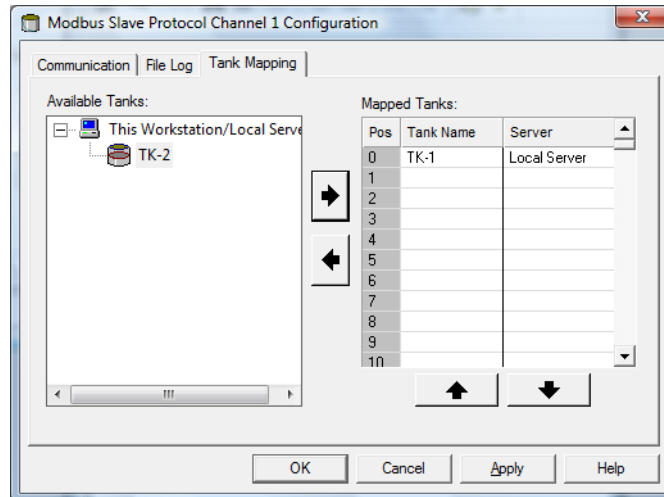 Modbus Slave Protocol Channel 1 Configuration
Communication File Log Tank Mapping
Available Tanks:
This Workstation/Local Serve
TK-2
Mapped Tanks:
Pos Tank Name Server
0 TK-1 Local Server
1
2
3
4
5
6
7
8
9
10
OK Cancel Apply Help